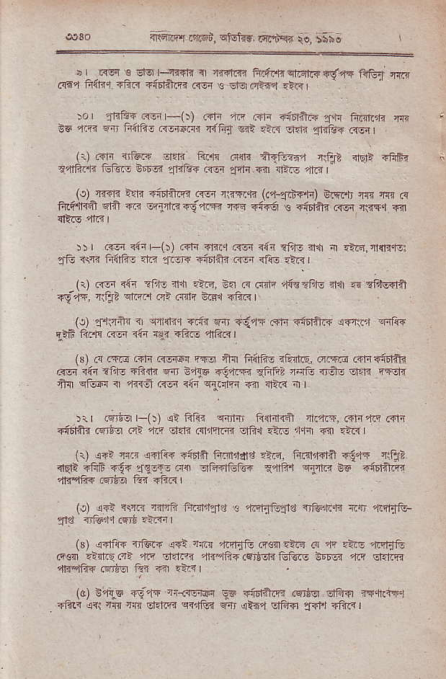 ৩৩৪০ বাংলাদেশ গেজেট, অতিরিক্ত, সেপ্টেম্বর ২৩, ১৯৯৩
৯। বেতন ও ভাতা।—সরকার বা সরকারের নির্দেশের আলোকে কর্তৃপক্ষ বিভিন্ন সময়ে
যেরূপ নির্ধারণ করিবে কর্মচারীদের বেতন ও ভাতা সেইরূপ হইবে।
১০। প্রারম্ভিক বেতন।—(১) কোন পদে কোন কর্মচারীকে প্রথম নিয়োগের সময়
উক্ত পদের জন্য নির্ধারিত বেতনক্রমের সর্বনিম্ন স্তরই হইবে তাহার প্রারম্ভিক বেতন।
(২) কোন ব্যক্তিকে তাহার বিশেষ মেধার স্বীকৃতিস্বরূপ সংশ্লিষ্ট বাছাই কমিটির
সুপারিশের ভিত্তিতে উচ্চতর প্রারম্ভিক বেতন প্রদান করা যাইতে পারে।
(৩) সরকার ইহার কর্মচারীদের বেতন সংরক্ষণের (পে-প্রটেকশন) উদ্দেশ্যে সময় সময় যে
নির্দেশাবলী জারী করে তদনুসারে কর্তৃপক্ষের সকল কর্মকর্তা ও কর্মচারীর বেতন সংরক্ষণ করা
যাইতে পারে।
১১। বেতন বর্ধন।—(১) কোন কারণে বেতন বর্ধন স্থগিত রাখা না হইলে, সাধারণতঃ
প্রতি বৎসর নির্ধারিত হারে প্রত্যেক কর্মচারীর বেতন বর্ধিত হইবে।
(২) বেতন বর্ধন স্থগিত রাখা হইলে, উহা যে মেয়াদ পর্যন্ত স্থগিত রাখা হয় স্থগিতকারী
কর্তৃপক্ষ, সংশ্লিষ্ট আদেশে সেই মেয়াদ উল্লেখ করিবে।
(৩) প্রশংসনীয় বা অসাধারণ কর্মের জন্য কর্তৃপক্ষ কোন কর্মচারীকে একসংগে অনধিক
দুইটি বিশেষ বেতন বর্ধন মঞ্জুর করিতে পারিবে।
(৪) যে ক্ষেত্রে কোন বেতনক্রম দক্ষতা সীমা নির্ধারিত রহিয়াছে, সেক্ষেত্রে কোন কর্মচারীর
বেতন বর্ধন স্থগিত করিবার জন্য উপযুক্ত কর্তৃপক্ষের সুনির্দিষ্ট সম্মতি ব্যতীত তাহার দক্ষতার
সীমা অতিক্রম বা পরবর্তী বেতন বর্ধন অনুমোদন করা যাইবে না।
১২। জ্যেষ্ঠতা।—(১) এই বিধির অন্যান্য বিধানাবলী সাপেক্ষে, কোন পদে কোন
কর্মচারীর জ্যেষ্ঠতা সেই পদে তাহার যোগদানের তারিখ হইতে গণনা করা হইবে।
(২) একই সময়ে একাধিক কর্মচারী নিয়োগপ্রাপ্ত হইলে, নিয়োগকারী কর্তৃপক্ষ সংশ্লিষ্ট
বাছাই কমিটি কর্তৃক প্রস্তুতকৃত মেধা তালিকাভিত্তিক সুপারিশ অনুসারে উক্ত কর্মচারীদের
পারস্পরিক জ্যেষ্ঠতা স্থির করিবে।
(৩) একই বৎসরে সরাসরি নিয়োগপ্রাপ্ত ও পদোন্নতিপ্রাপ্ত ব্যক্তিগণের মধ্যে পদোন্নতি-
প্রাপ্ত ব্যক্তিগণ জ্যেষ্ঠ হইবেন।
(৪) একাধিক ব্যক্তিকে একই সময়ে পদোন্নতি দেওয়া হইলে যে পদ হইতে পদোন্নতি
দেওয়া হইয়াছে সেই পদে তাহাদের পারস্পরিক জ্যেষ্ঠতার ভিত্তিতে উচ্চতর পদে তাহাদের
পারস্পরিক জ্যেষ্ঠতা স্থির করা হইবে।
(৫) উপযুক্ত কর্তৃপক্ষ সম-বেতনক্রম ভুক্ত কর্মচারীদের জ্যেষ্ঠতা তালিকা রক্ষণাবেক্ষণ
করিবে এবং সময় সময় তাহাদের অবগতির জন্য এইরূপ তালিকা প্রকাশ করিবে।